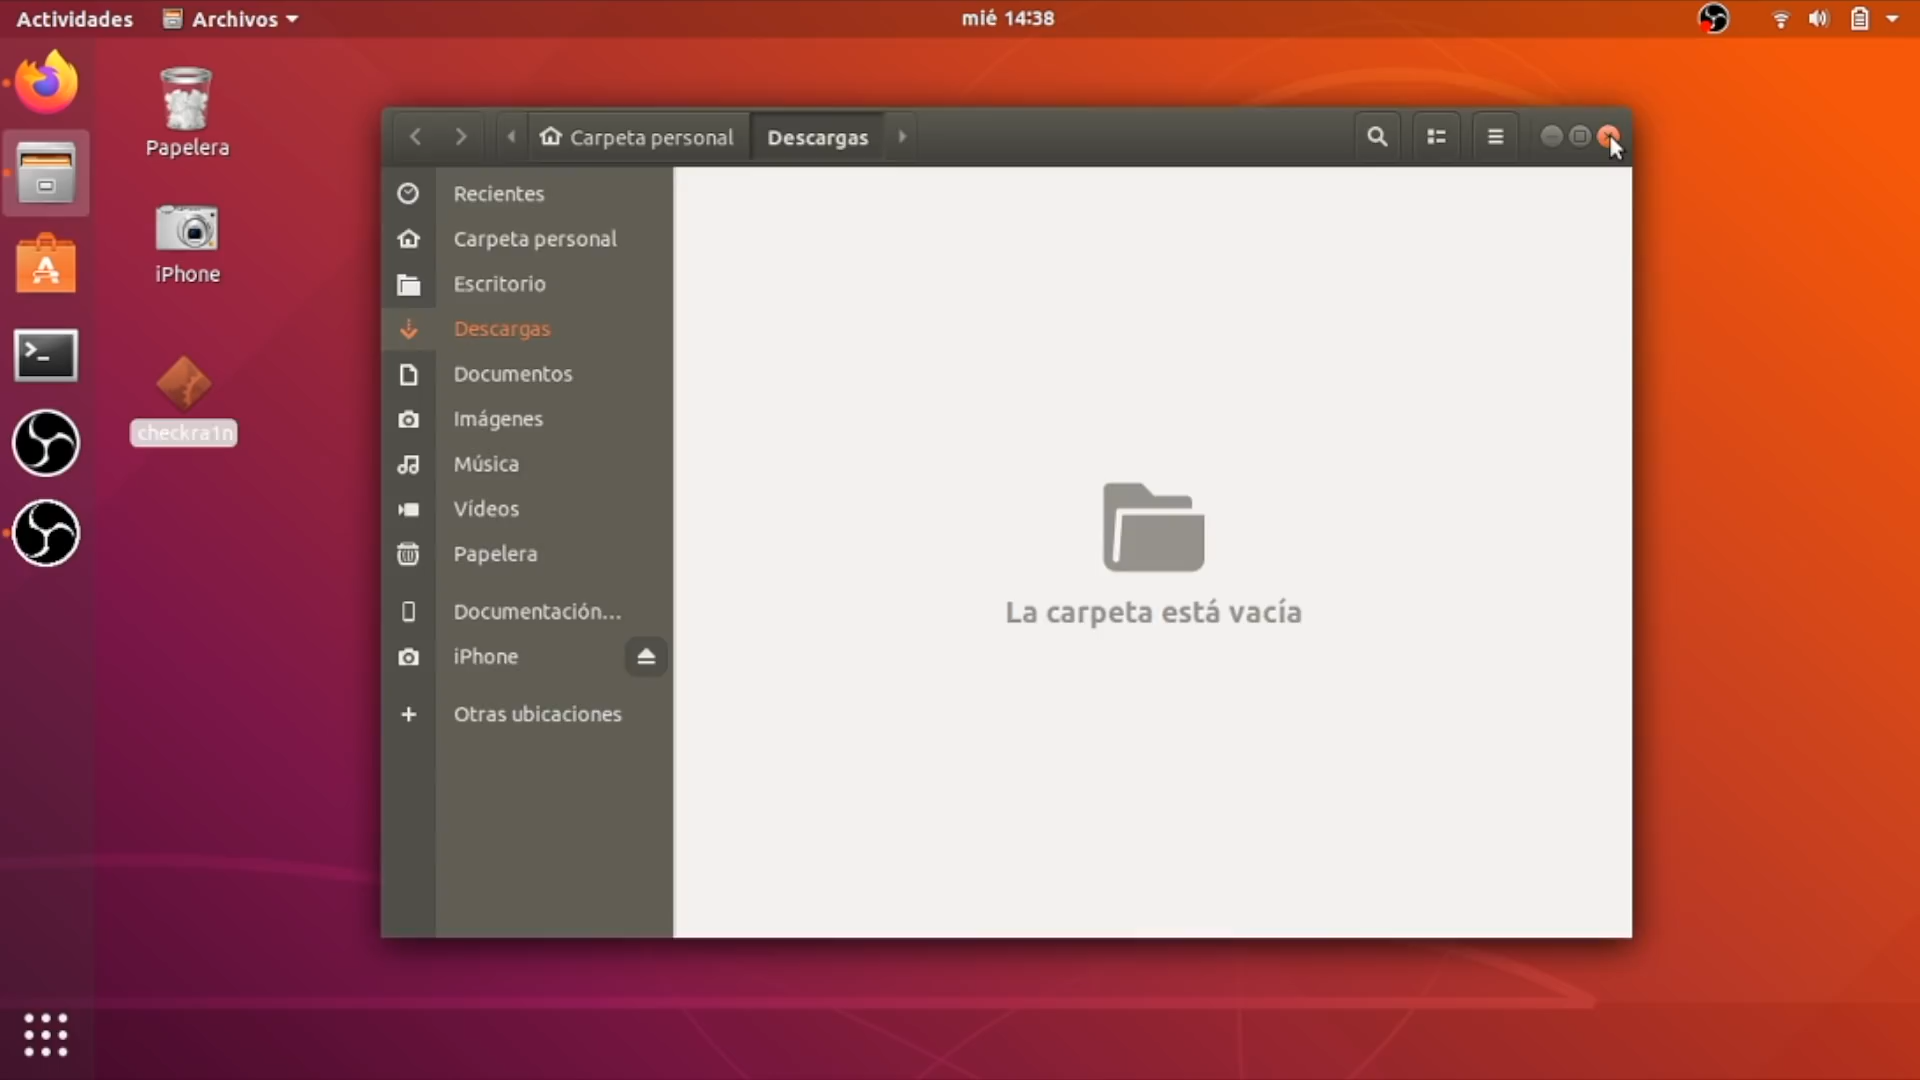 Actividades
Archivos
mié 14:38
Papelera
iPhone
checkra1n
Carpeta personal
Descargas
Recientes
Carpeta personal
Escritorio
Descargas
Documentos
Imágenes
Música
Vídeos
Papelera
Documentación...
iPhone
Otras ubicaciones
La carpeta está vacía